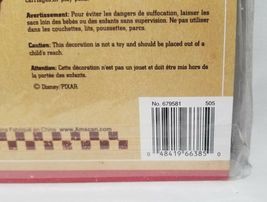 Avertissement: Pour éviter les dangers de suffocation, laisser les
sacs loin des bébés ou des enfants sans supervision. Ne pas utiliser
dans les couchettes, lits, poussettes, parcs.
Caution: This decoration is not a toy and should be placed out of a
child's reach.
Attention: Cette décoration n'est pas un jouet et doit être mis hors de
la portée des enfants.
© Disney/PIXAR
No. 679581 505
Fabriqué en China www.Amscan.com
0 48419 66385 0